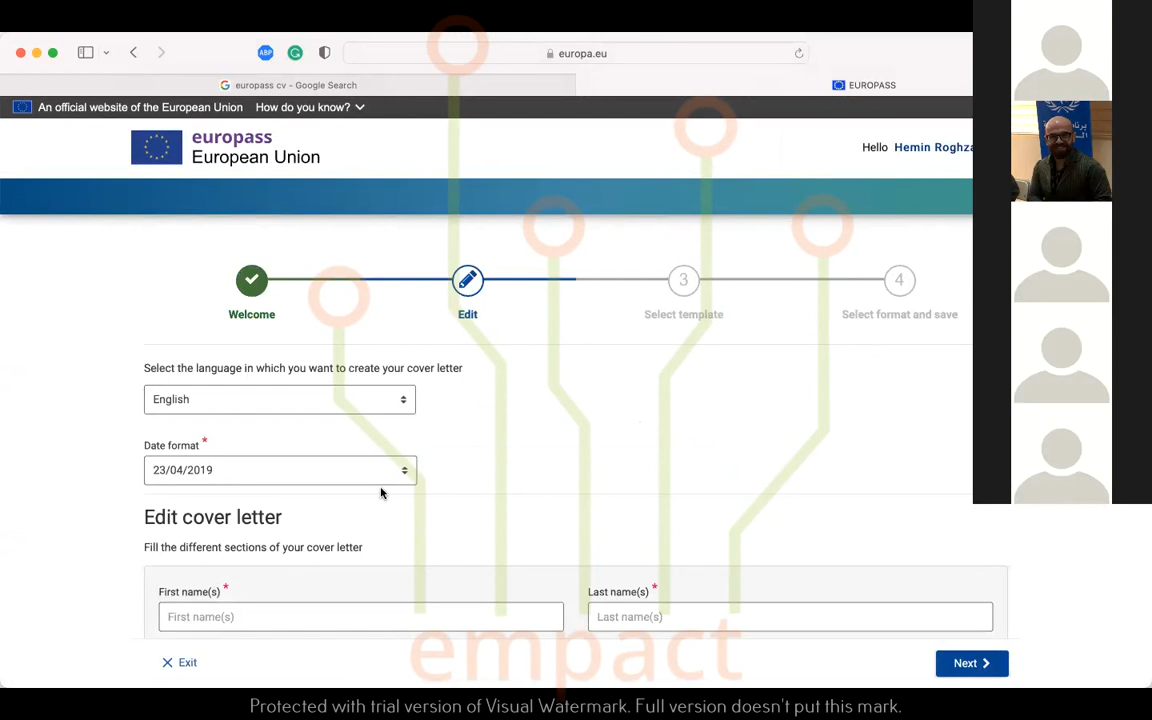 europa.eu
europass cv - Google Search
EUROPASS
An official website of the European Union How do you know?
europass
European Union
Hello Hemin Roghza
3
4
Welcome
Edit
Select template
Select format and save
Select the language in which you want to create your cover letter
English
Date format *
23/04/2019
Edit cover letter
Fill the different sections of your cover letter
First name(s) *
Last name(s) *
First name(s)
Last name(s)
empact
Exit
Next
Protected with trial version of Visual Watermark. Full version doesn't put this mark.